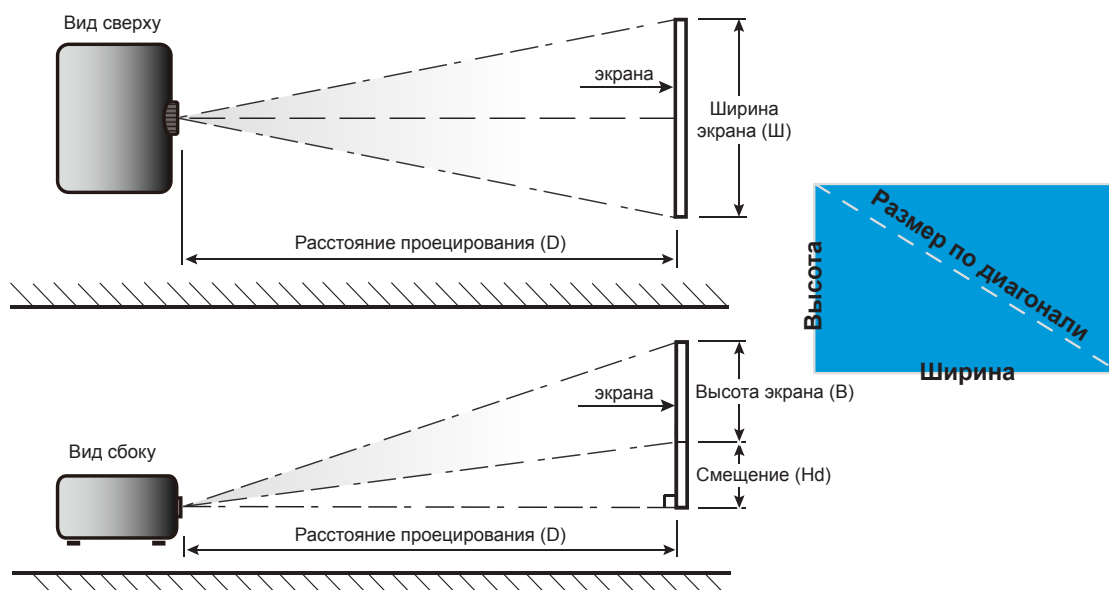 Вид сверху
экрана
Ширина
экрана (Ш)
Расстояние проецирования (D)
Размер по диагонали
Высота
Ширина
экрана
Высота экрана (В)
Вид сбоку
Смещение (Hd)
Расстояние проецирования (D)